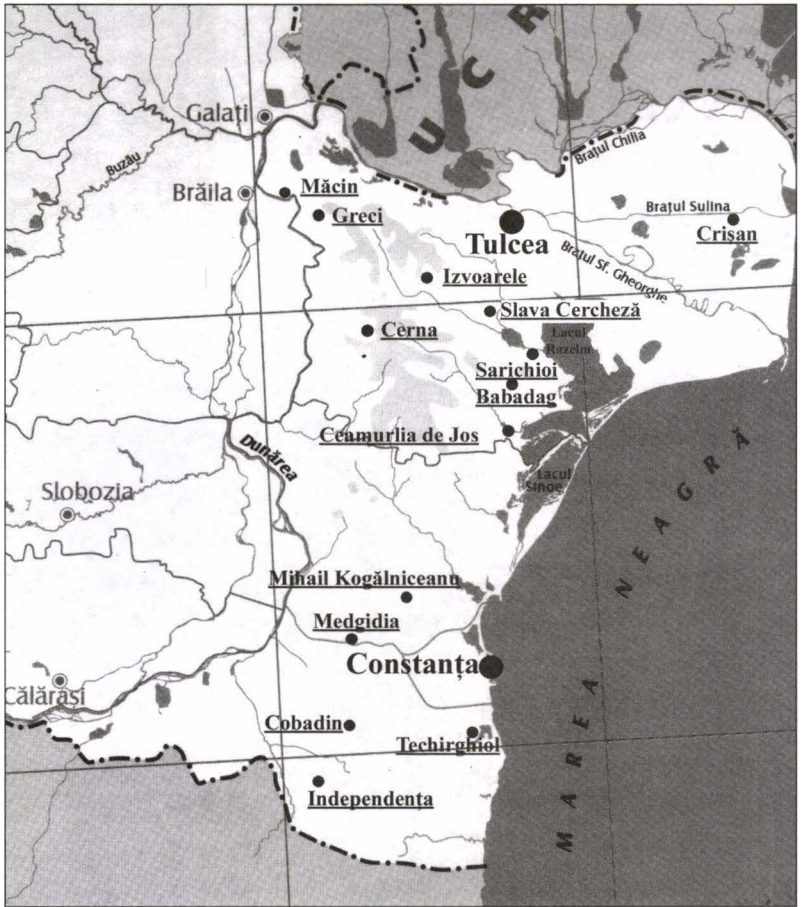 U C R
Galați
Buzău
Brațul Chilia
Brăila
Măcin
Greci
Brațul Sulina
Tulcea
Crișan
Brațul Sf. Gheorghe
Izvoarele
Slava Cercheză
Cerna
Lacul
Razelm
Sarichioi
Babadag
Ceamurlia de Jos
Dunărea
Lacul
Sinoe
Slobozia
MAREA NEAGRĂ
Mihail Kogălniceanu
Medgidia
Constanța
Călărași
Cobadin
Techirghiol
Independența